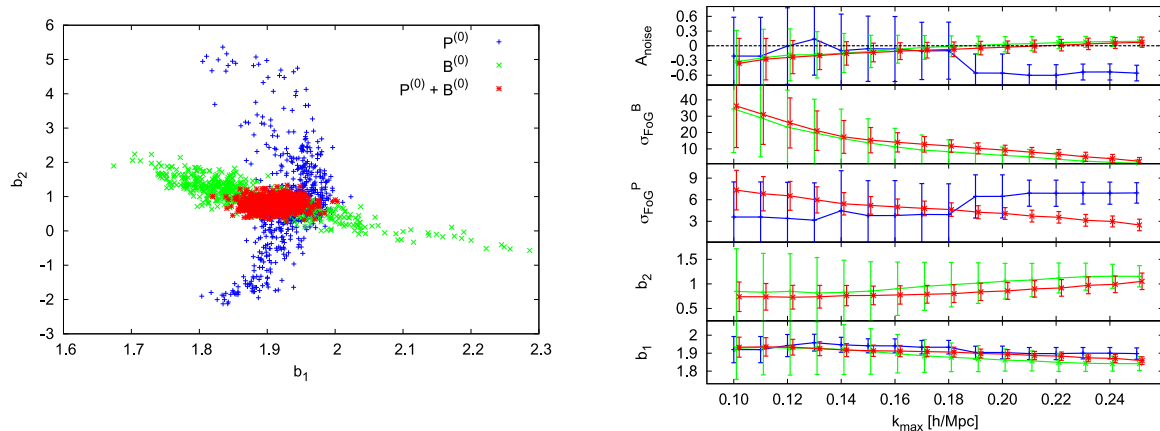 6
5
4
3
2
1
0
-1
-2
-3
b2
1.6 1.7 1.8 1.9 2 2.1 2.2 2.3
b1
P(0)
B(0)
P(0) + B(0)
0.6
0.3
0
-0.3
-0.6
Anoise
40
30
20
10
σFoG B
9
6
3
σFoG P
1.5
1
0.5
b2
2
1.9
1.8
b1
0.10 0.12 0.14 0.16 0.18 0.20 0.22 0.24
kmax [h/Mpc]